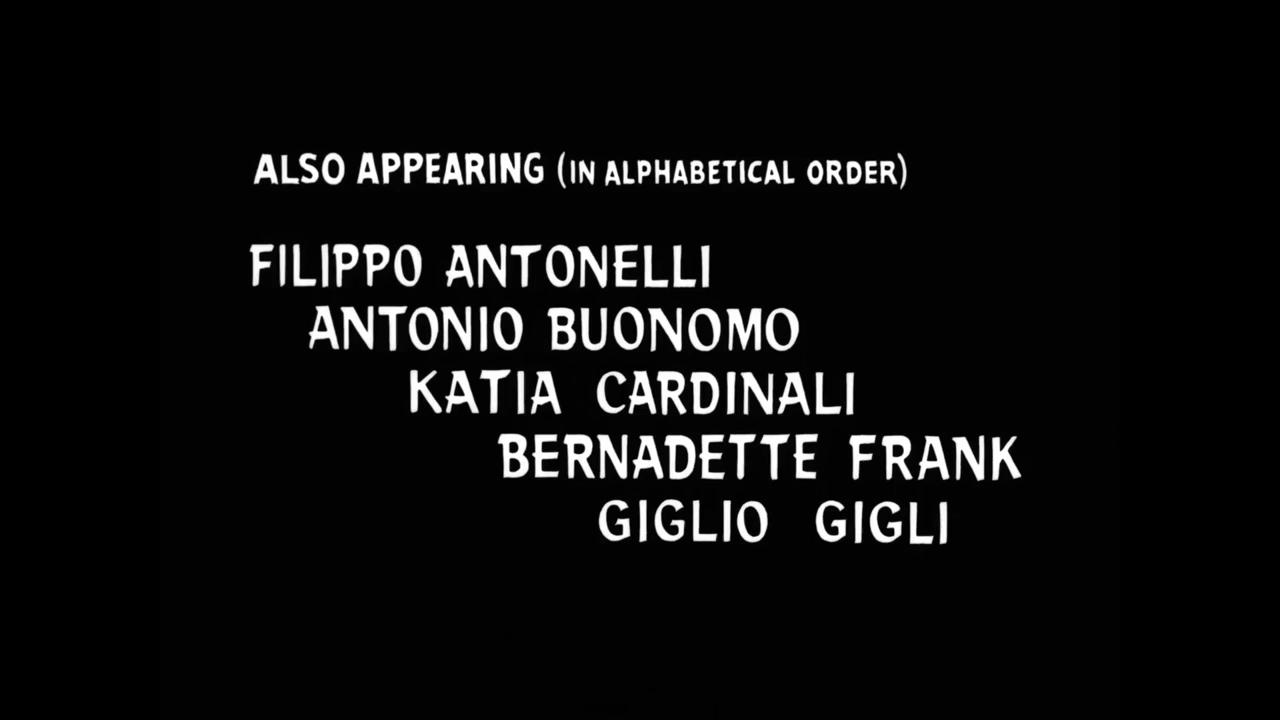 ALSO APPEARING (IN ALPHABETICAL ORDER)
FILIPPO ANTONELLI
ANTONIO BUONOMO
KATIA CARDINALI
BERNADETTE FRANK
GIGLIO GIGLI